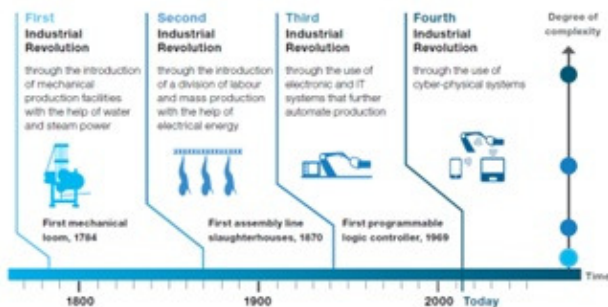 First
Industrial
Revolution
through the introduction
of mechanical
production facilities
with the help of water
and steam power
First mechanical
loom, 1784
Second
Industrial
Revolution
through the introduction
of a division of labour
and mass production
with the help of
electrical energy
First assembly line
slaughterhouses, 1870
Third
Industrial
Revolution
through the use of
electronic and IT
systems that further
automate production
First programmable
logic controller, 1969
Fourth
Industrial
Revolution
through the use of
cyber-physical systems
Degree of
complexity
Time
1800
1900
2000
Today